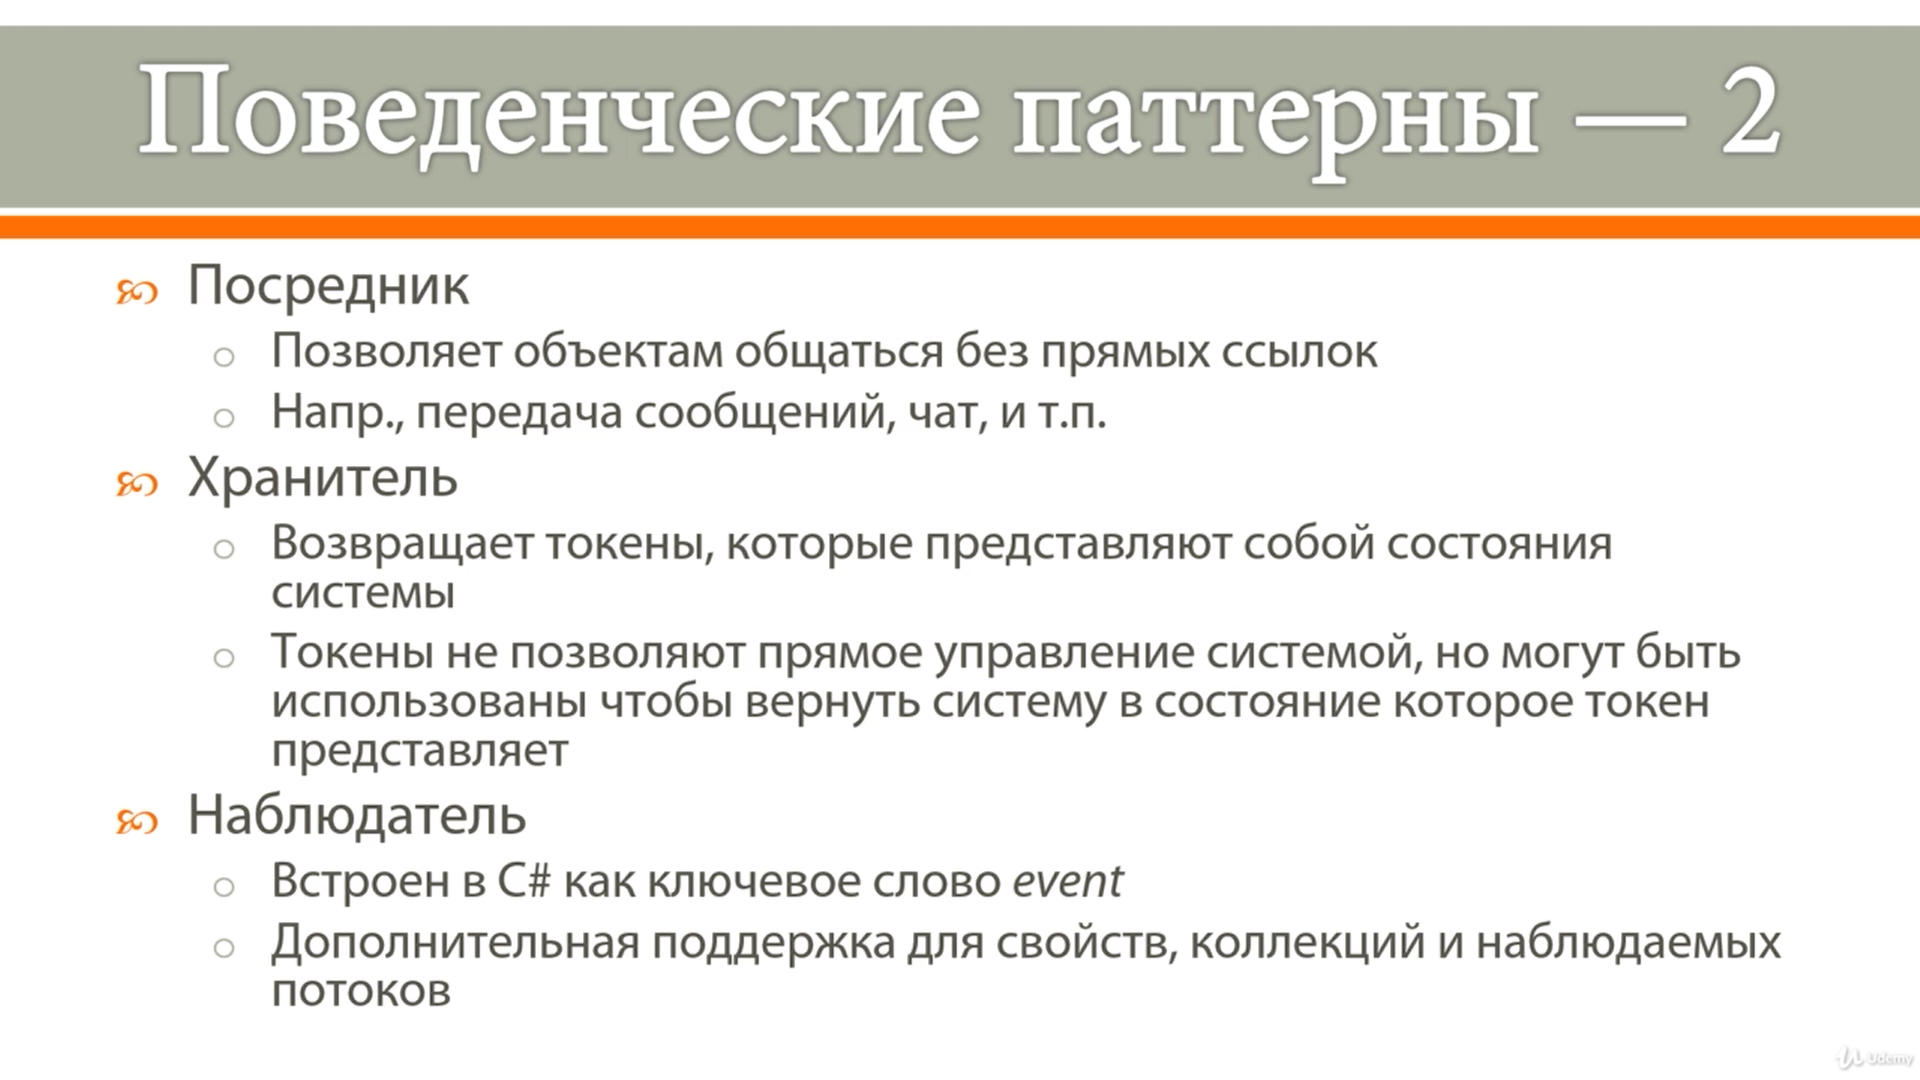 Поведенческие паттерны — 2
Посредник
Позволяет объектам общаться без прямых ссылок
Напр., передача сообщений, чат, и т.п.
Хранитель
Возвращает токены, которые представляют собой состояния
системы
Токены не позволяют прямое управление системой, но могут быть
использованы чтобы вернуть систему в состояние которое токен
представляет
Наблюдатель
Встроен в C# как ключевое слово event
Дополнительная поддержка для свойств, коллекций и наблюдаемых
потоков
Udemy